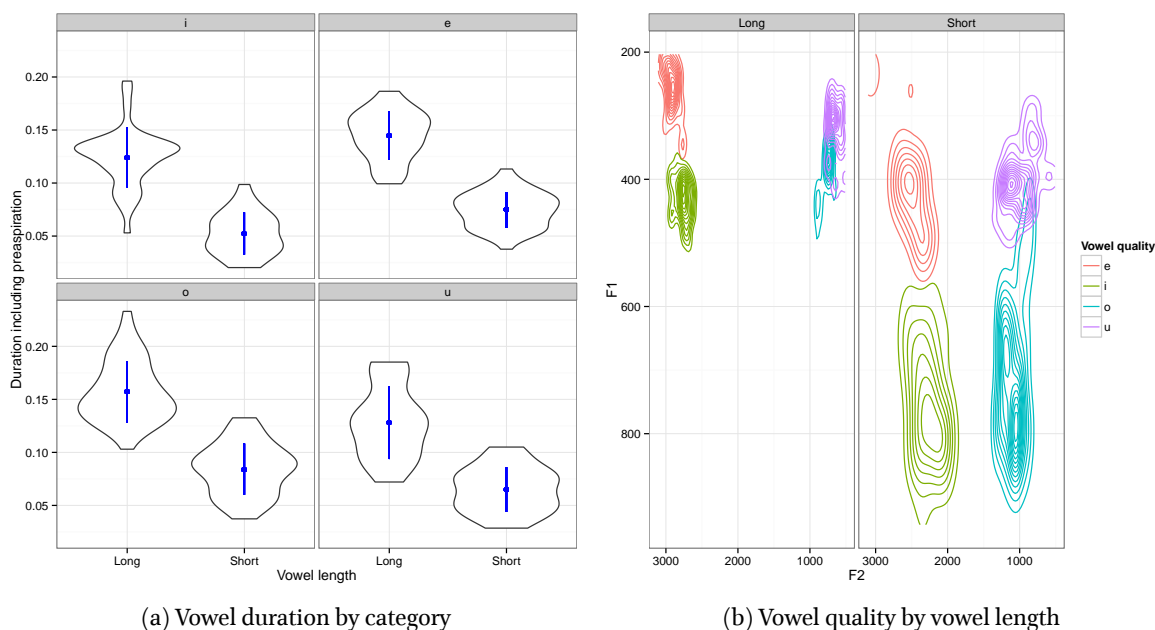 i
e
Duration including preaspiration
0.20
0.15
0.10
0.05
o
u
0.20
0.15
0.10
0.05
Long
Short
Long
Short
Vowel length
(a) Vowel duration by category
Long
Short
F1
200
400
600
800
3000
2000
1000
3000
2000
1000
F2
Vowel quality
e
i
o
u
(b) Vowel quality by vowel length